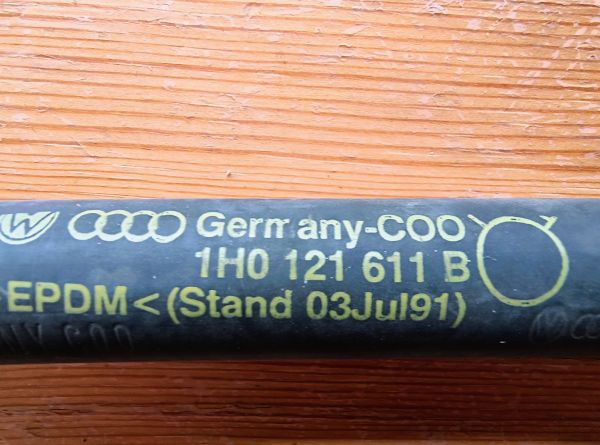 Germany-COO
1H0 121 611 B
EPDM< (Stand 03Jul91)